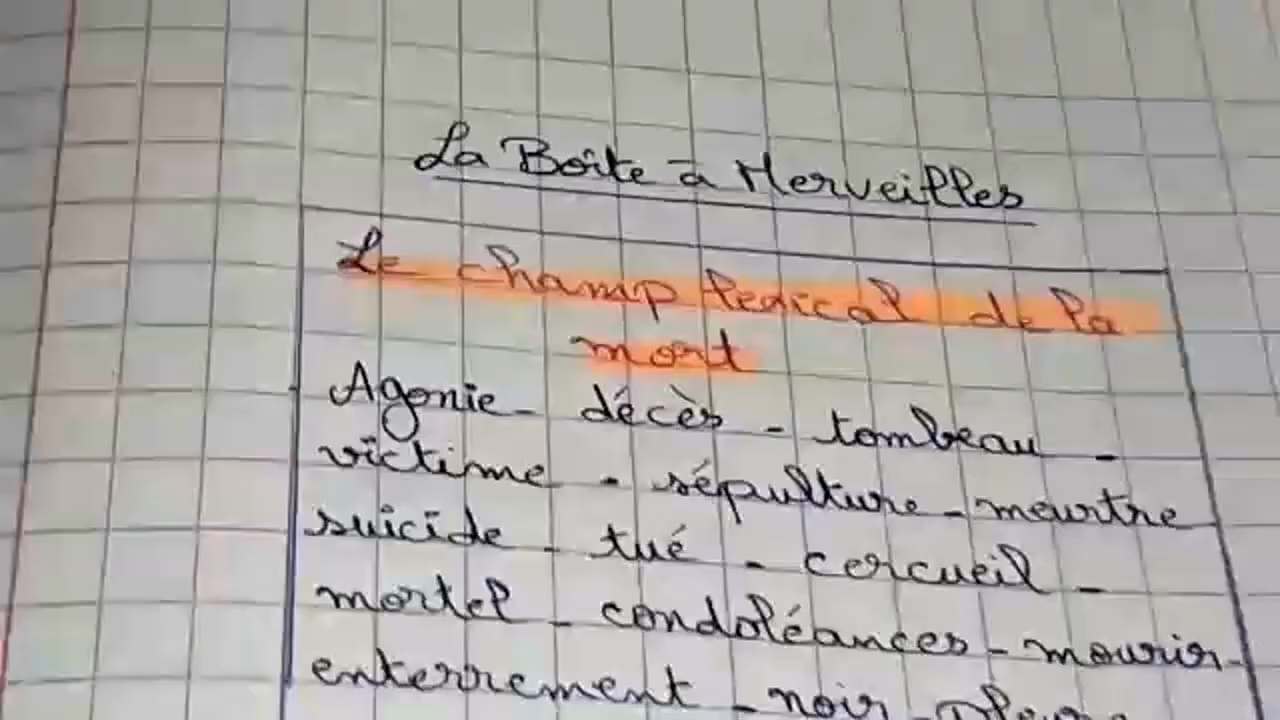 La Boîte à Merveilles
Le champ lexical de la
mort
Agonie - décès - tombeau -
victime - sépulture - meurtre
suicide - tué - cercueil -
mortel - condoléances - mourir -
enterrement - noir -